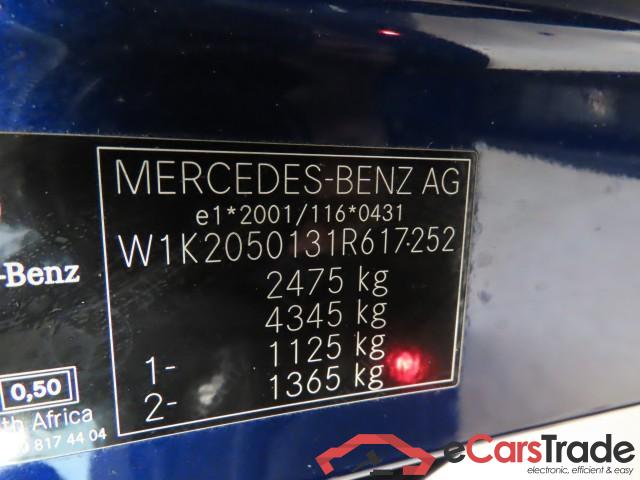 MERCEDES-BENZ AG
e1*2001/116*0431
W1K2050131R617252
2475 kg
4345 kg
1- 1125 kg
2- 1365 kg
-Benz
0,50
th Africa
817 44 04
eCarsTrade
electronic, efficient & easy